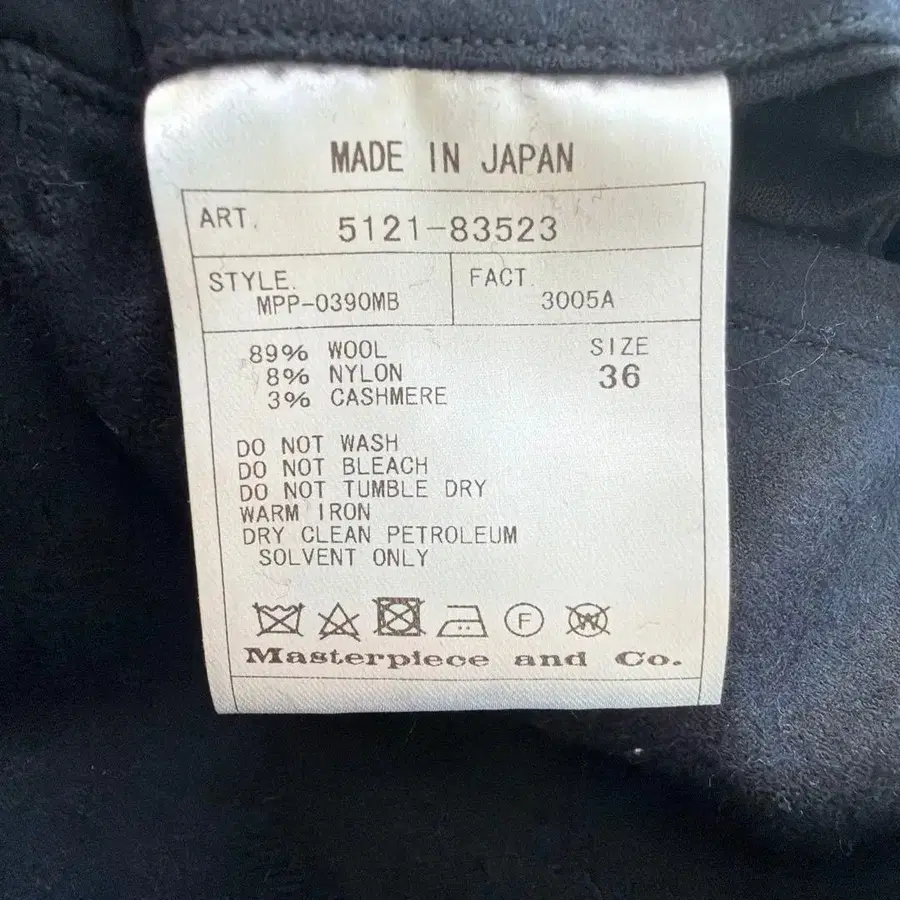 MADE IN JAPAN
ART. 5121-83523
STYLE. FACT.
MPP-0390MB 3005A
89% WOOL SIZE
8% NYLON 36
3% CASHMERE
DO NOT WASH
DO NOT BLEACH
DO NOT TUMBLE DRY
WARM IRON
DRY CLEAN PETROLEUM
SOLVENT ONLY
F W
Masterpiece and Co.